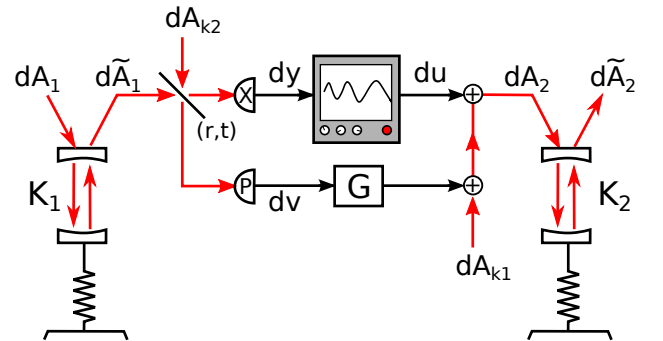 dA_k2
dA_1 dÃ_1 X dy du dA_2 dÃ_2
(r,t)
P dv G
K_1 K_2
dA_k1